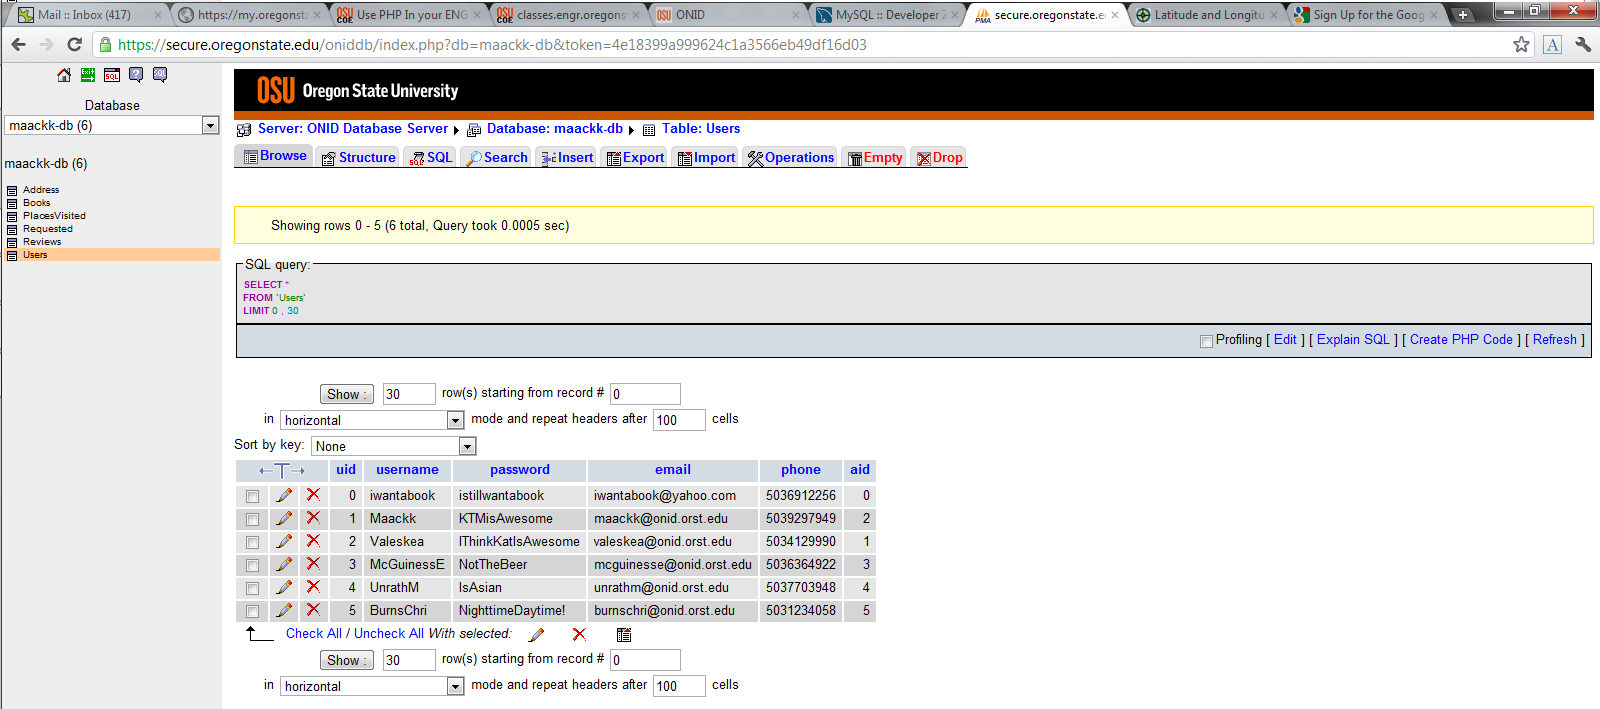 Mail :: Inbox (417) https://my.oregonst Use PHP In your ENG classes.engr.oregons ONID MySQL :: Developer Z secure.oregonstate.e Latitude and Longitu Sign Up for the Goog
https://secure.oregonstate.edu/oniddb/index.php?db=maackk-db&token=4e18399a999624c1a3566eb49df16d03
Database
maackk-db (6)
maackk-db (6)
Address
Books
PlacesVisited
Requested
Reviews
Users
OSU Oregon State University
Server: ONID Database Server Database: maackk-db Table: Users
Browse Structure SQL Search Insert Export Import Operations Empty Drop
Showing rows 0 - 5 (6 total, Query took 0.0005 sec)
SQL query:
SELECT *
FROM `Users`
LIMIT 0 , 30
Profiling [ Edit ] [ Explain SQL ] [ Create PHP Code ] [ Refresh ]
Show : 30 row(s) starting from record # 0
in horizontal mode and repeat headers after 100 cells
Sort by key: None
uid username password email phone aid
0 iwantabook istillwantabook iwantabook@yahoo.com 5036912256 0
1 Maackk KTMisAwesome maackk@onid.orst.edu 5039297949 2
2 Valeskea IThinkKatIsAwesome valeskea@onid.orst.edu 5034129990 1
3 McGuinessE NotTheBeer mcguinesse@onid.orst.edu 5036364922 3
4 UnrathM IsAsian unrathm@onid.orst.edu 5037703948 4
5 BurnsChri NighttimeDaytime! burnschri@onid.orst.edu 5031234058 5
Check All / Uncheck All With selected:
Show : 30 row(s) starting from record # 0
in horizontal mode and repeat headers after 100 cells